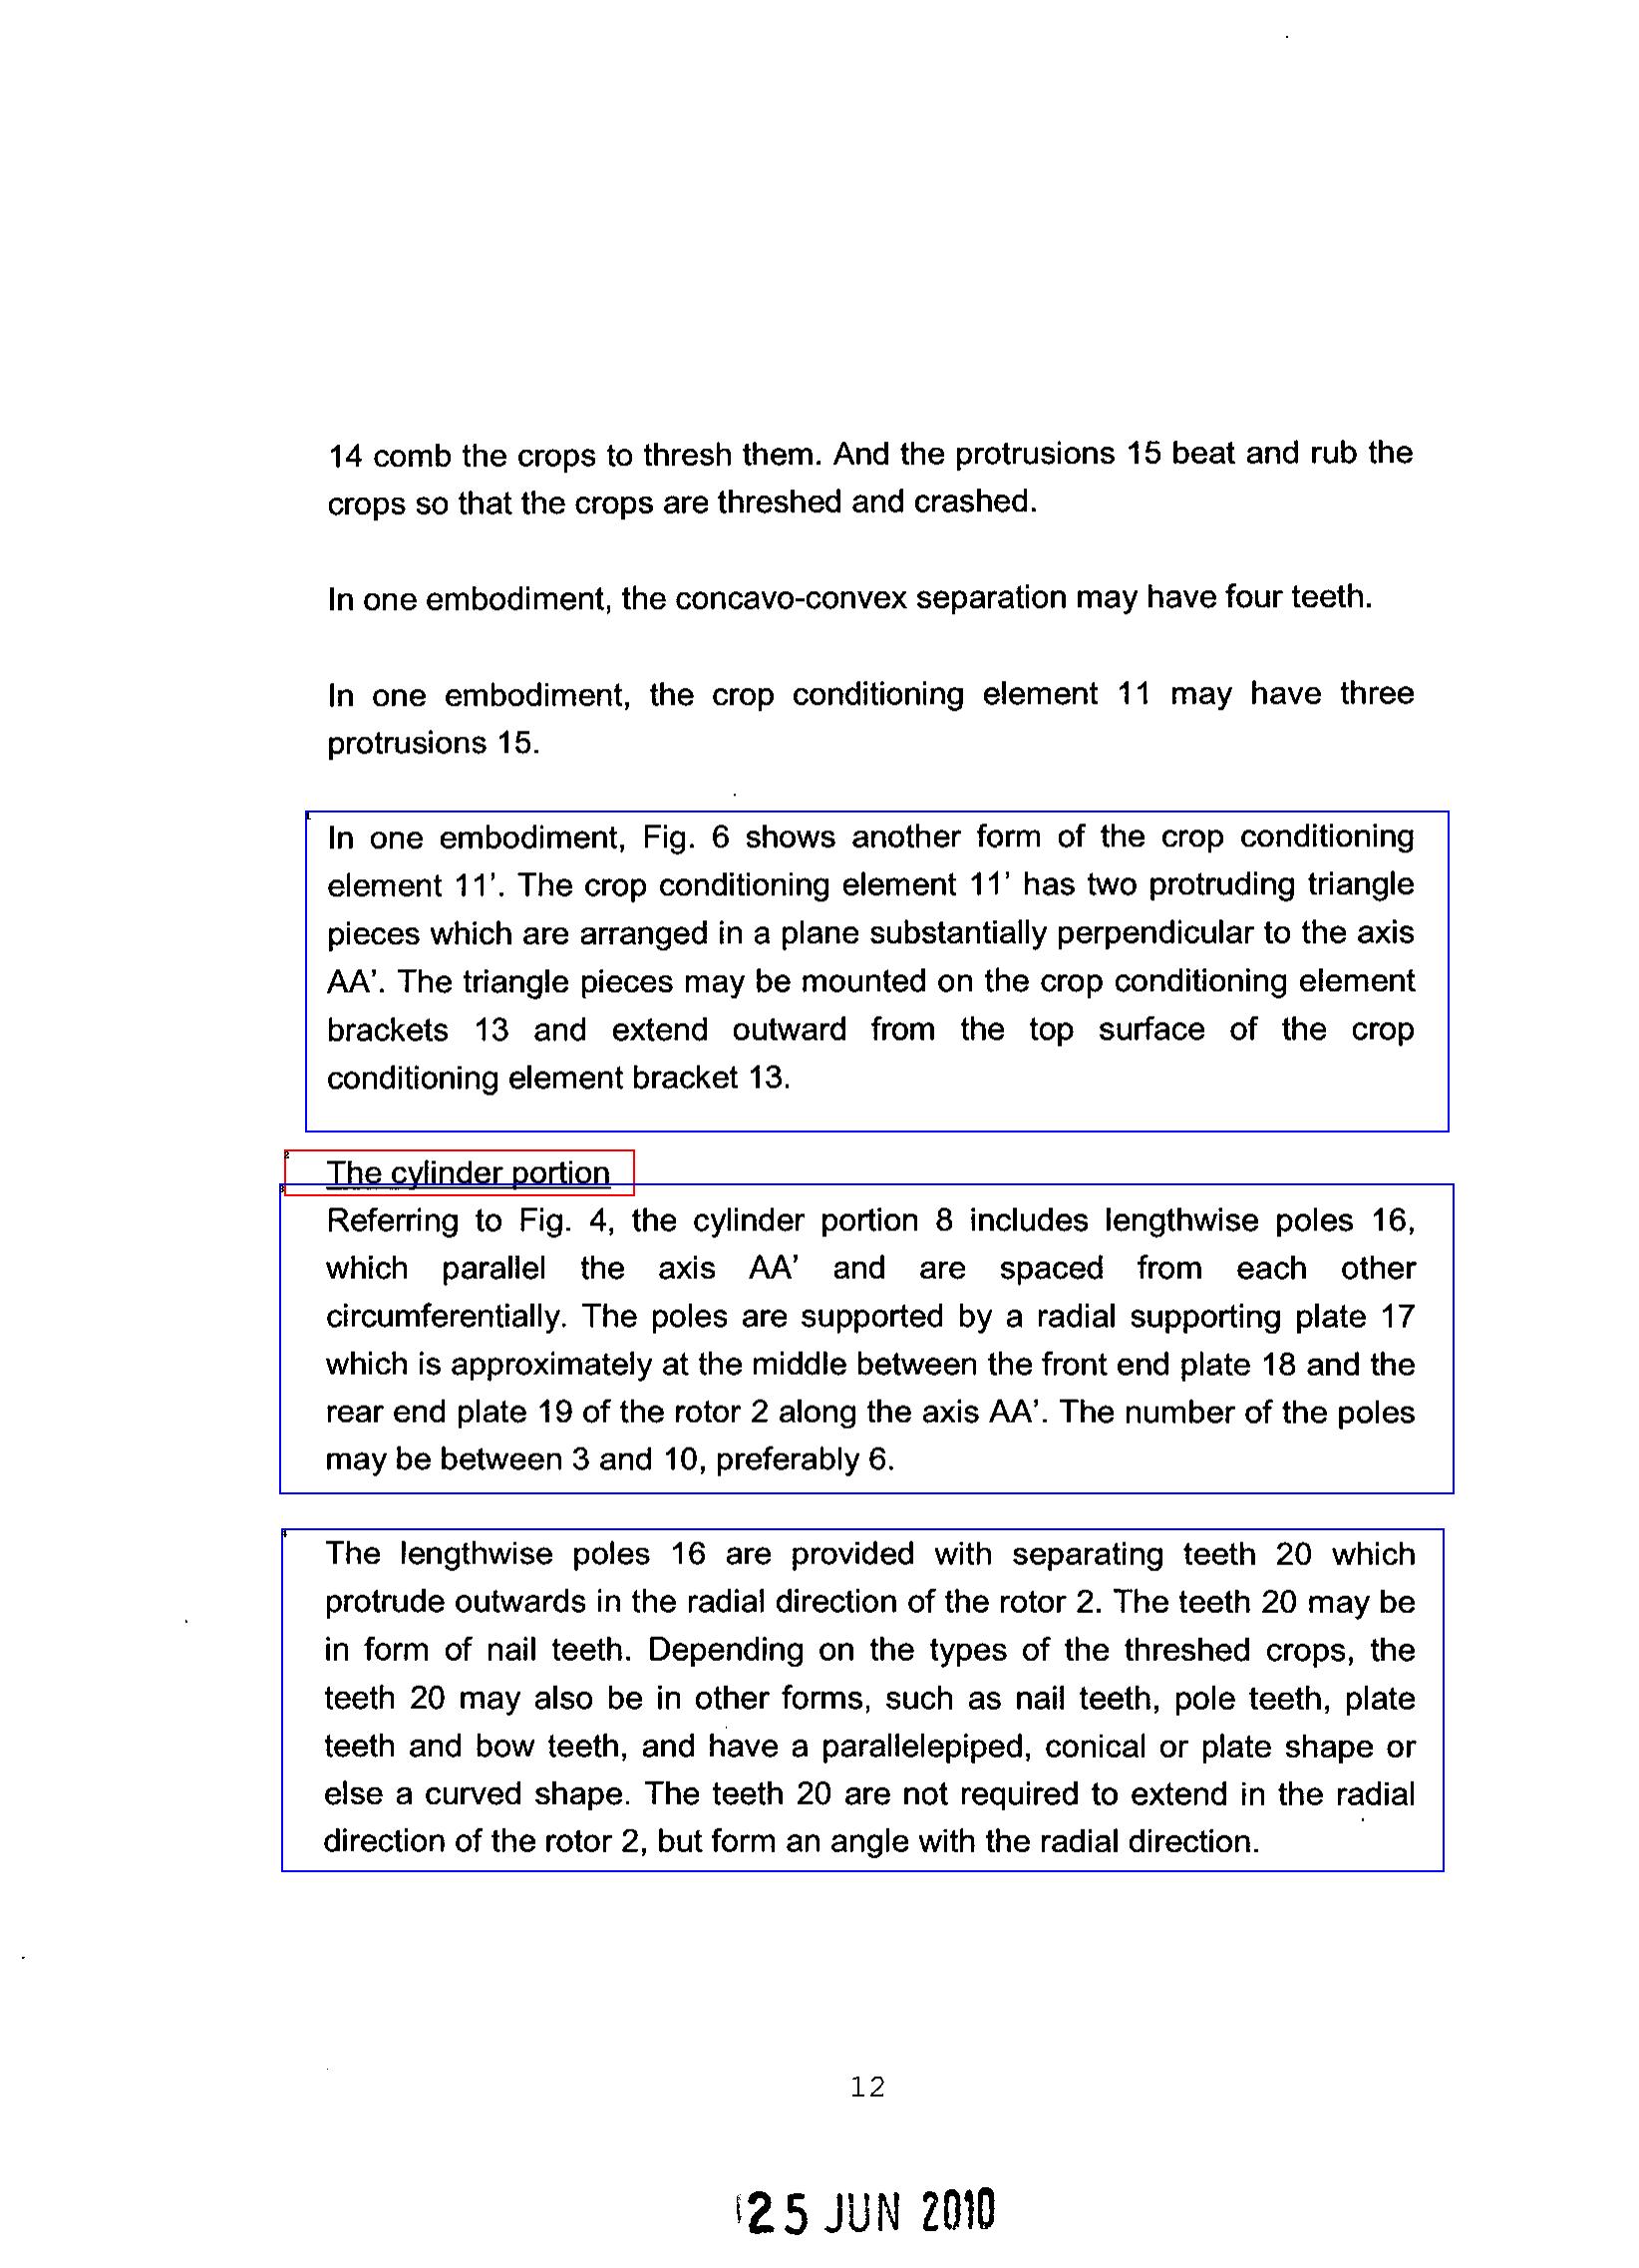 14 comb the crops to thresh them. And the protrusions 15 beat and rub the
crops so that the crops are threshed and crashed.
In one embodiment, the concavo-convex separation may have four teeth.
In one embodiment, the crop conditioning element 11 may have three
protrusions 15.
In one embodiment, Fig. 6 shows another form of the crop conditioning
element 11'. The crop conditioning element 11' has two protruding triangle
pieces which are arranged in a plane substantially perpendicular to the axis
AA'. The triangle pieces may be mounted on the crop conditioning element
brackets 13 and extend outward from the top surface of the crop
conditioning element bracket 13.
The cylinder portion
Referring to Fig. 4, the cylinder portion 8 includes lengthwise poles 16,
which parallel the axis AA' and are spaced from each other
circumferentially. The poles are supported by a radial supporting plate 17
which is approximately at the middle between the front end plate 18 and the
rear end plate 19 of the rotor 2 along the axis AA'. The number of the poles
may be between 3 and 10, preferably 6.
The lengthwise poles 16 are provided with separating teeth 20 which
protrude outwards in the radial direction of the rotor 2. The teeth 20 may be
in form of nail teeth. Depending on the types of the threshed crops, the
teeth 20 may also be in other forms, such as nail teeth, pole teeth, plate
teeth and bow teeth, and have a parallelepiped, conical or plate shape or
else a curved shape. The teeth 20 are not required to extend in the radial
direction of the rotor 2, but form an angle with the radial direction.
12
25 JUN 2010